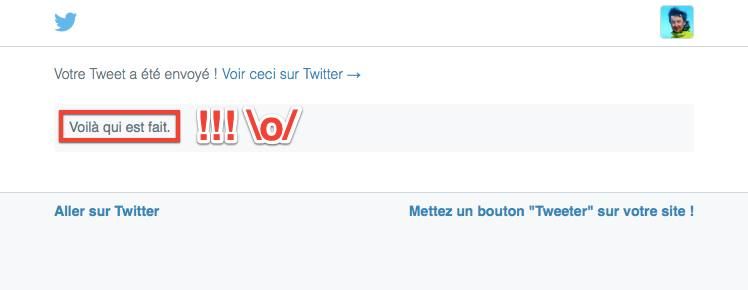 Votre Tweet a été envoyé ! Voir ceci sur Twitter →
Voilà qui est fait. !!! \o/
Aller sur Twitter
Mettez un bouton "Tweeter" sur votre site !